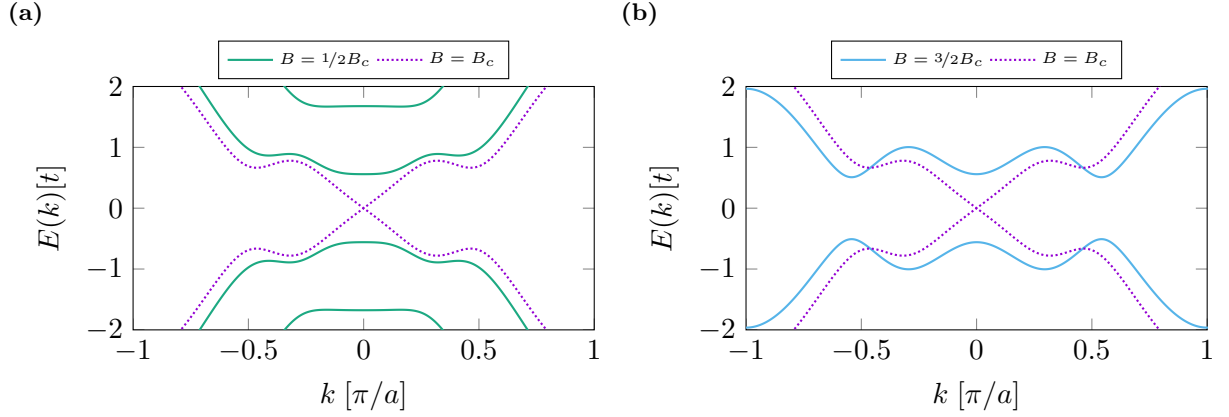 (a)
B = 1/2B_c B = B_c
2
1
0
−1
−2
E(k)[t]
−1 −0.5 0 0.5 1
k [π/a]
(b)
B = 3/2B_c B = B_c
2
1
0
−1
−2
E(k)[t]
−1 −0.5 0 0.5 1
k [π/a]